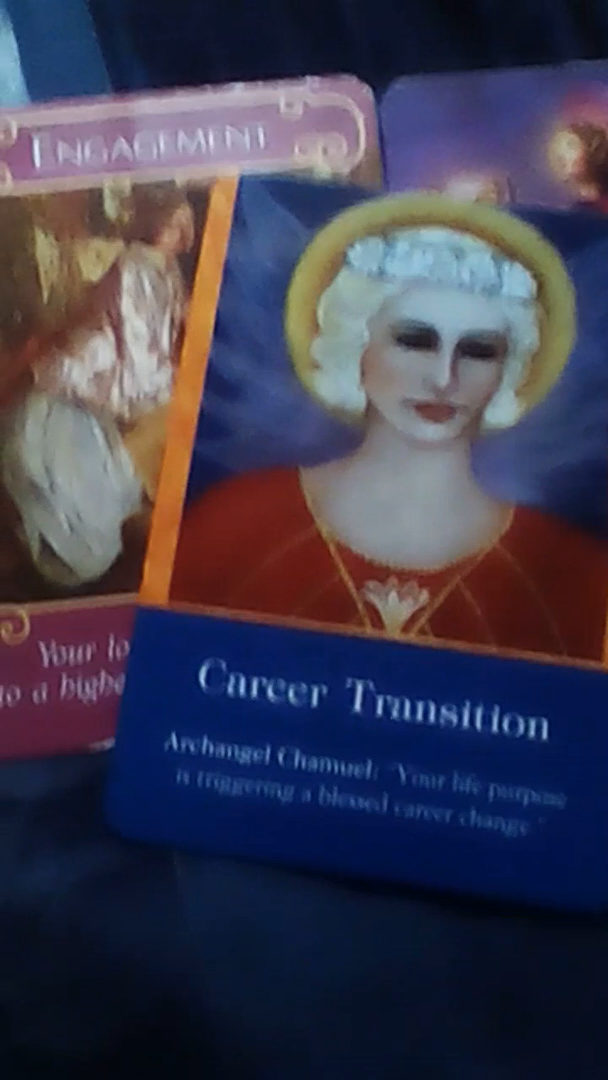 ENGAGEMENT
Your lo
to a highe
Career Transition
Archangel Chamuel: "Your life purpose
is triggering a blessed career change."